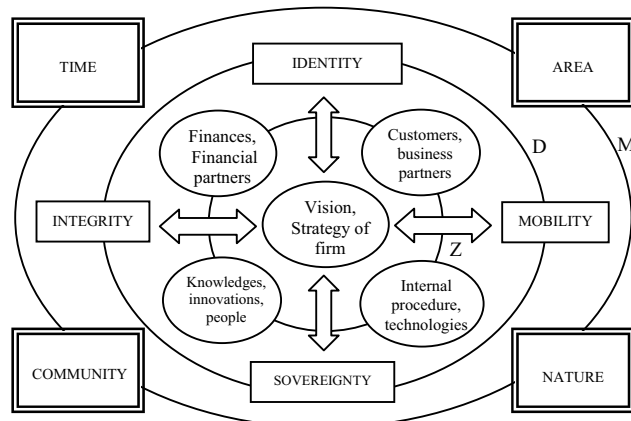 TIME
IDENTITY
AREA
Finances,
Financial
partners
Customers,
business
partners
D
M
INTEGRITY
Vision,
Strategy of
firm
MOBILITY
Z
Knowledges,
innovations,
people
Internal
procedure,
technologies
COMMUNITY
SOVEREIGNTY
NATURE